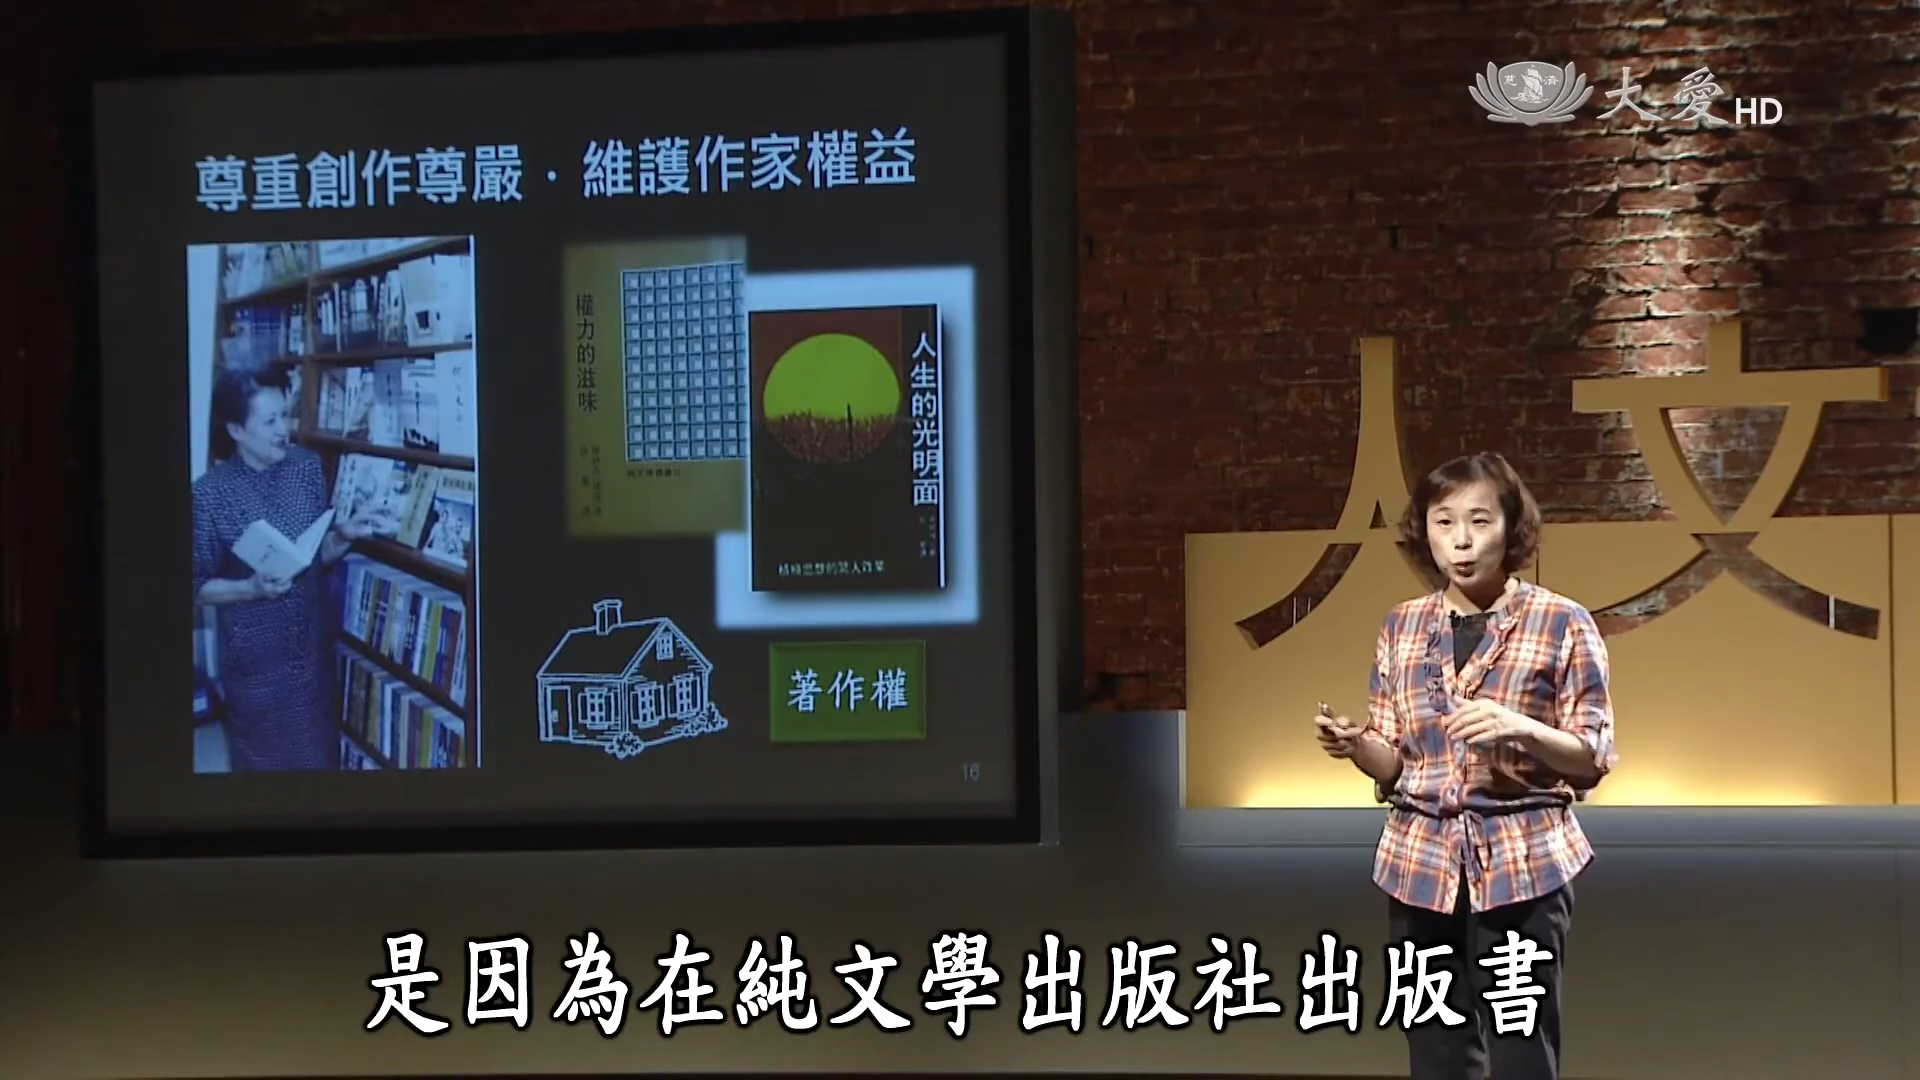 慈濟
大愛HD
尊重創作尊嚴·維護作家權益
權力的滋味
人生的光明面
著作權
16
人文
是因為在純文學出版社出版書